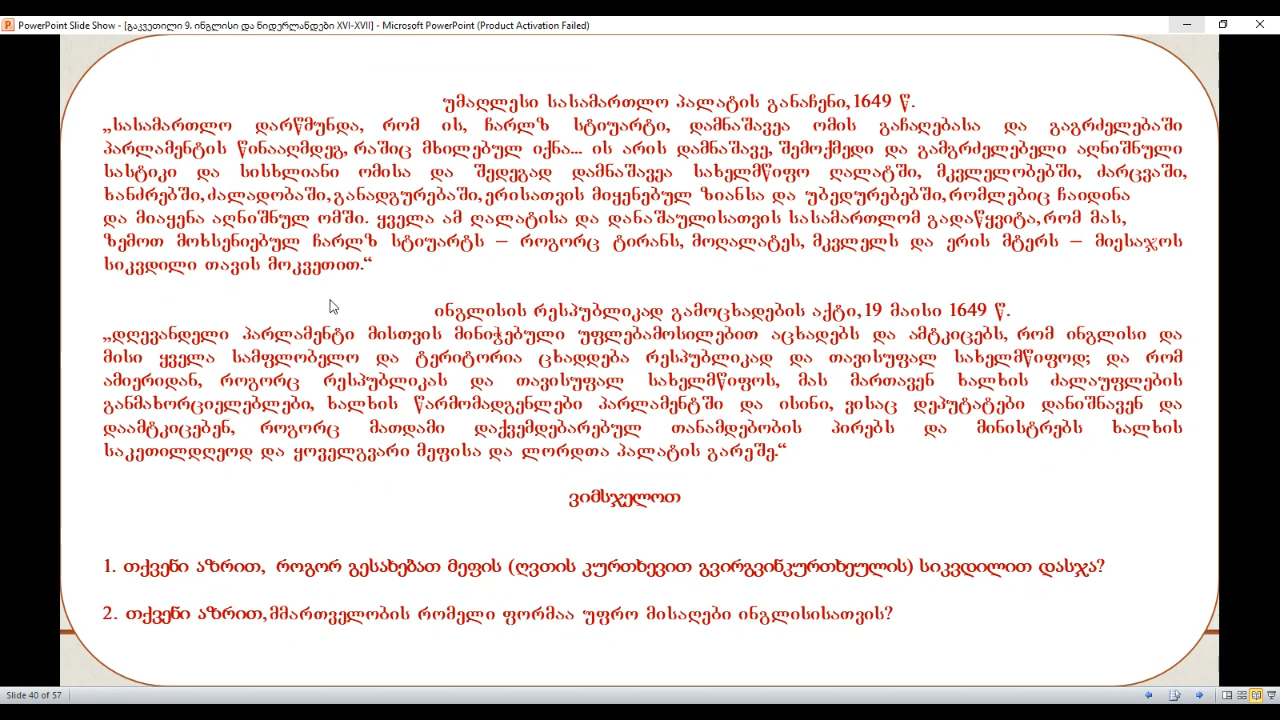 PowerPoint Slide Show - [გაკვეთილი 9. ინგლისი და ნიდერლანდები XVI-XVII] - Microsoft PowerPoint (Product Activation Failed)
უმაღლესი სასამართლო პალატის განაჩენი, 1649 წ.
„სასამართლო დარწმუნდა, რომ ის, ჩარლზ სტიუარტი, დამნაშავეა ომის გაჩაღებასა და გაგრძელებაში
პარლამენტის წინააღმდეგ, რაშიც მხილებულ იქნა... ის არის დამნაშავე, შემოქმედი და გამგრძელებელი აღნიშნული
სასტიკი და სისხლიანი ომისა და შედეგად დამნაშავეა სახელმწიფო ღალატში, მკვლელობებში, ძარცვაში,
ხანძრებში, ძალადობაში, განადგურებაში, ერისათვის მიყენებულ ზიანსა და უბედურებებში, რომლებიც ჩაიდინა
და მიაყენა აღნიშნულ ომში. ყველა ამ ღალატისა და დანაშაულისათვის სასამართლომ გადაწყვიტა, რომ მას,
ზემოთ მოხსენიებულ ჩარლზ სტიუარტს – როგორც ტირანს, მოღალატეს, მკვლელს და ერის მტერს – მიესაჯოს
სიკვდილი თავის მოკვეთით.“
ინგლისის რესპუბლიკად გამოცხადების აქტი, 19 მაისი 1649 წ.
„დღევანდელი პარლამენტი მისთვის მინიჭებული უფლებამოსილებით აცხადებს და ამტკიცებს, რომ ინგლისი და
მისი ყველა სამფლობელო და ტერიტორია ცხადდება რესპუბლიკად და თავისუფალ სახელმწიფოდ; და რომ
ამიერიდან, როგორც რესპუბლიკას და თავისუფალ სახელმწიფოს, მას მართავენ ხალხის ძალაუფლების
განმახორციელებლები, ხალხის წარმომადგენლები პარლამენტში და ისინი, ვისაც დეპუტატები დანიშნავენ და
დაამტკიცებენ, როგორც მათდამი დაქვემდებარებულ თანამდებობის პირებს და მინისტრებს ხალხის
საკეთილდღეოდ და ყოველგვარი მეფისა და ლორდთა პალატის გარეშე.“
ვიმსჯელოთ
1. თქვენი აზრით, როგორ გესახებათ მეფის (ღვთის კურთხევით გვირგვინკურთხეულის) სიკვდილით დასჯა?
2. თქვენი აზრით, მმართველობის რომელი ფორმაა უფრო მისაღები ინგლისისათვის?
Slide 40 of 57